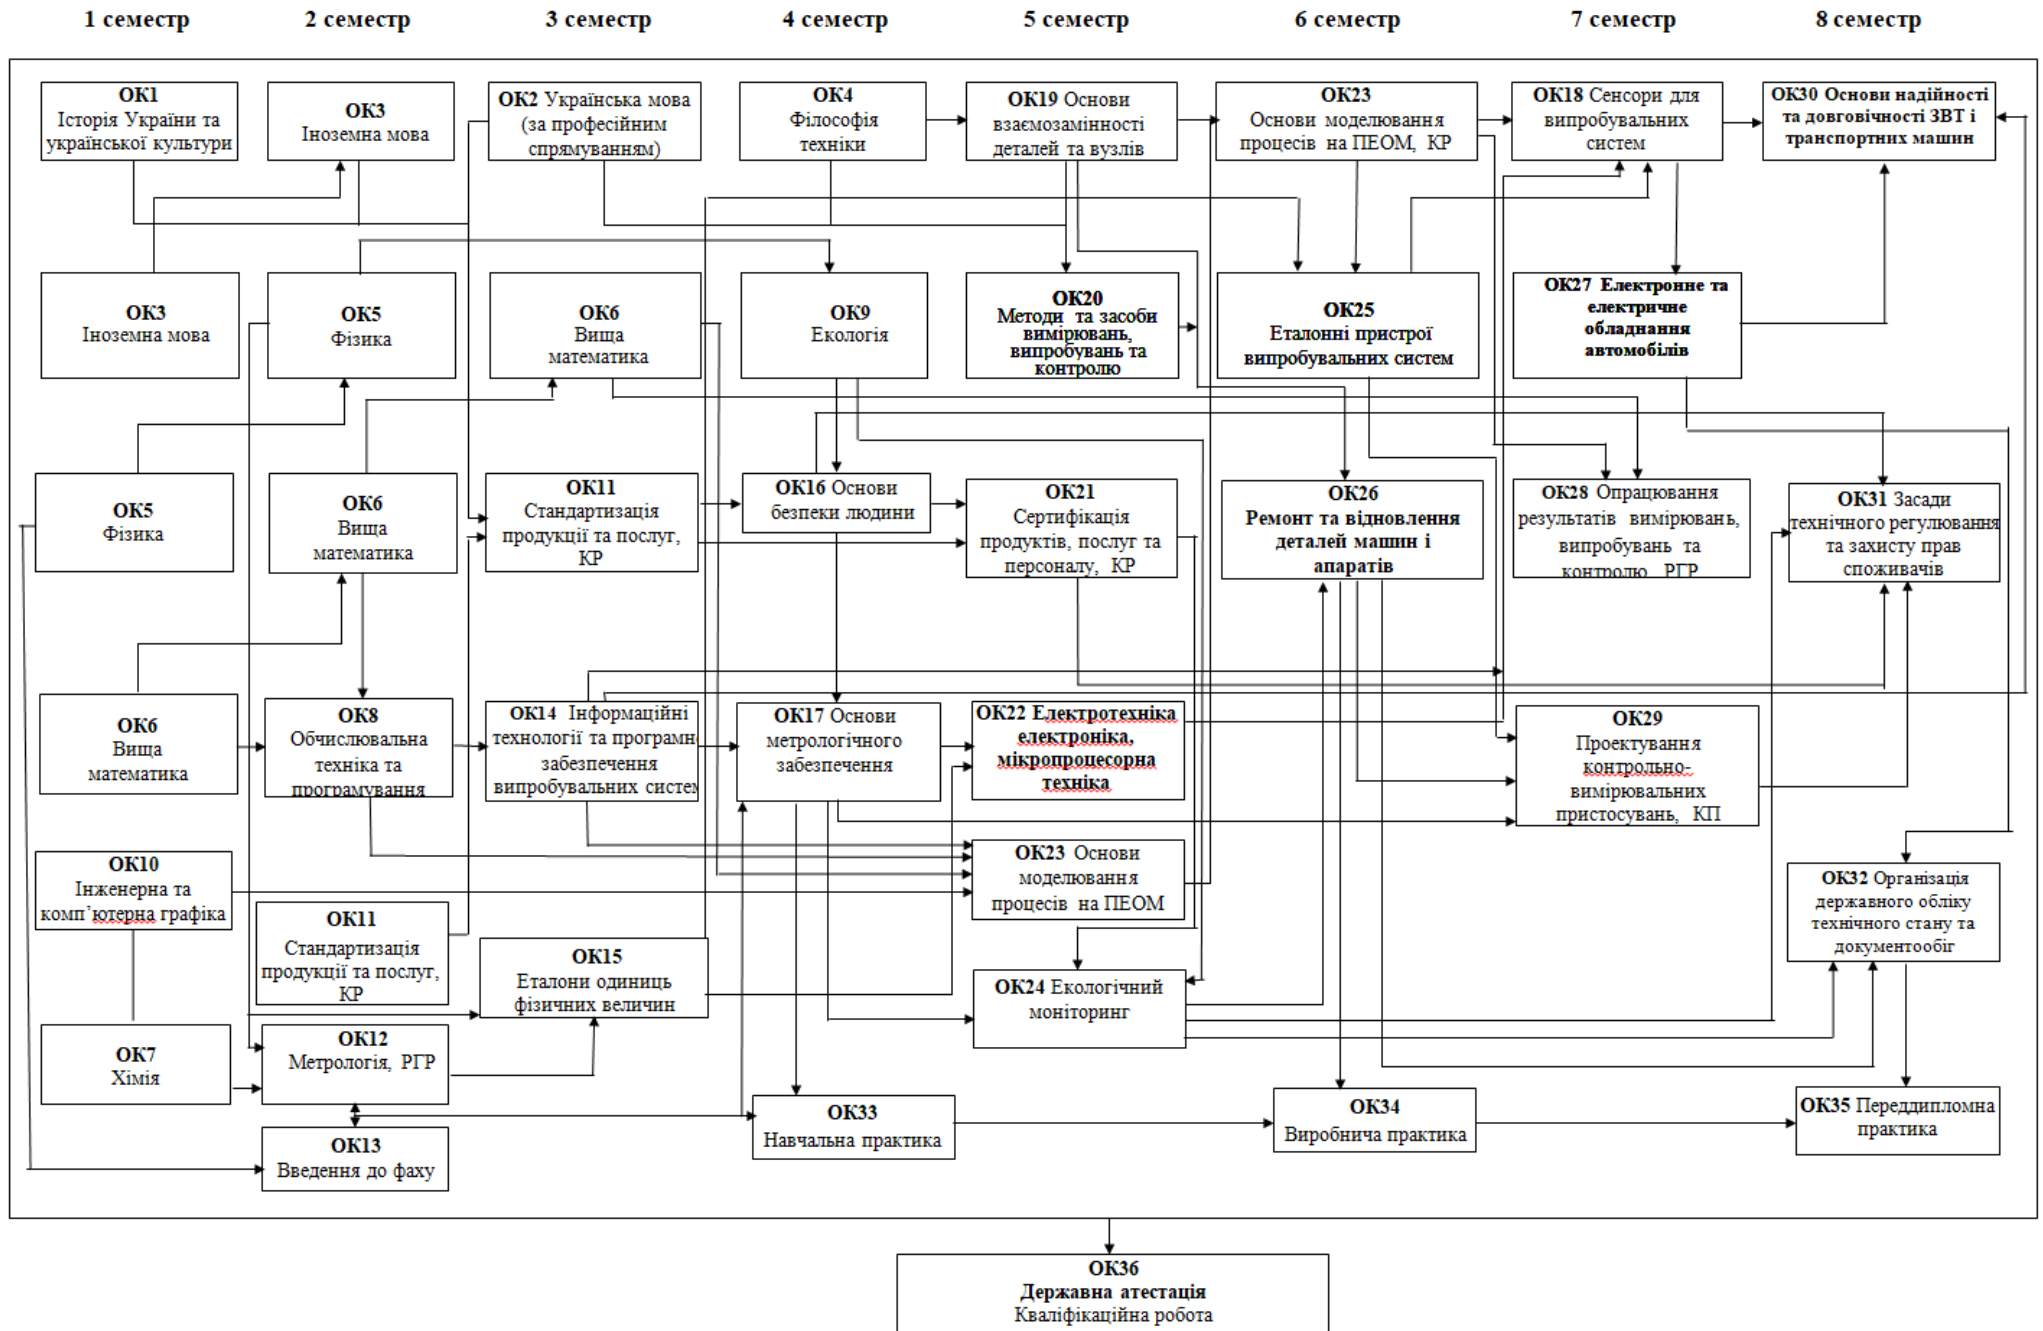 1 семестр
2 семестр
3 семестр
4 семестр
5 семестр
6 семестр
7 семестр
8 семестр
ОК1
Історія України та
української культури
ОК3
Іноземна мова
ОК2 Українська мова
(за професійним
спрямуванням)
ОК4
Філософія
техніки
ОК19 Основи
взаємозамінності
деталей та вузлів
ОК23
Основи моделювання
процесів на ПЕОМ, КР
ОК18 Сенсори для
випробувальних
систем
ОК30 Основи надійності
та довговічності ЗВТ і
транспортних машин
ОК3
Іноземна мова
ОК5
Фізика
ОК6
Вища
математика
ОК9
Екологія
ОК20
Методи та засоби
вимірювань,
випробувань та
контролю
ОК25
Еталонні пристрої
випробувальних систем
ОК27 Електронне та
електричне
обладнання
автомобілів
ОК5
Фізика
ОК6
Вища
математика
ОК11
Стандартизація
продукції та послуг,
КР
ОК16 Основи
безпеки людини
ОК21
Сертифікація
продуктів, послуг та
персоналу, КР
ОК26
Ремонт та відновлення
деталей машин і
апаратів
ОК28 Опрацювання
результатів вимірювань,
випробувань та
контролю РГР
ОК31 Засади
технічного регулювання
та захисту прав
споживачів
ОК6
Вища
математика
ОК8
Обчислювальна
техніка та
програмування
ОК14 Інформаційні
технології та програмн
забезпечення
випробувальних систем
ОК17 Основи
метрологічного
забезпечення
ОК22 Електротехніка
електроніка,
мікропроцесорна
техніка
ОК29
Проектування
контрольно-
вимірювальних
пристосувань, КП
ОК10
Інженерна та
комп’ютерна графіка
ОК11
Стандартизація
продукції та послуг,
КР
ОК15
Еталони одиниць
фізичних величин
ОК23 Основи
моделювання
процесів на ПЕОМ
ОК24 Екологічний
моніторинг
ОК32 Організація
державного обліку
технічного стану та
документообіг
ОК7
Хімія
ОК12
Метрологія, РГР
ОК13
Введення до фаху
ОК33
Навчальна практика
ОК34
Виробнича практика
ОК35 Переддипломна
практика
ОК36
Державна атестація
Кваліфікаційна робота